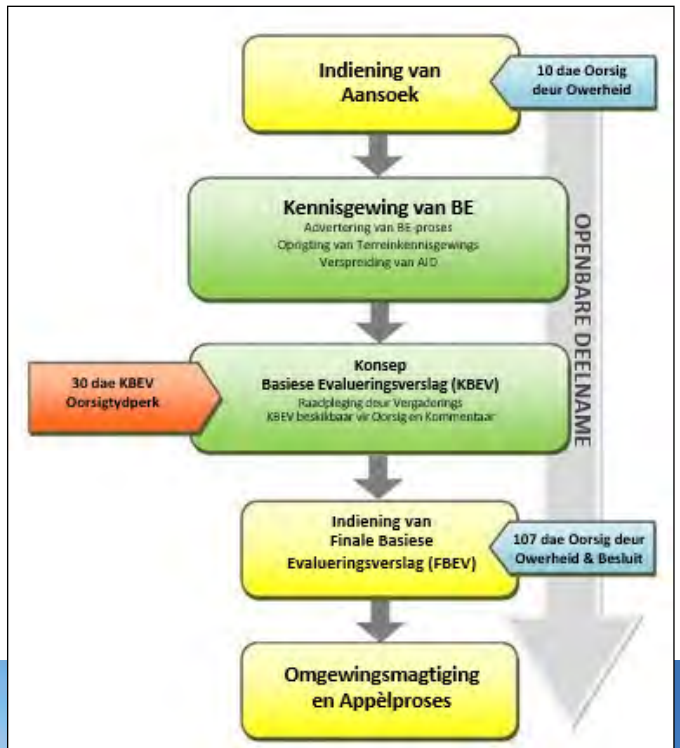 Indiening van
Aansoek
10 dae Oorsig
deur Owerheid
Kennisgewing van BE
Advertering van BE-proses
Oprigting van Terreinkennisgewings
Verspreiding van AID
OPENBARE DEELNAME
30 dae KBEV
Oorsigtydperk
Konsep
Basiese Evalueringsverslag (KBEV)
Raadpleging deur Vergaderings
KBEV beskikbaar vir Oorsig en Kommentaar
Indiening van
Finale Basiese
Evalueringsverslag (FBEV)
107 dae Oorsig deur
Owerheid & Besluit
Omgewingsmagtiging
en Appèlproses